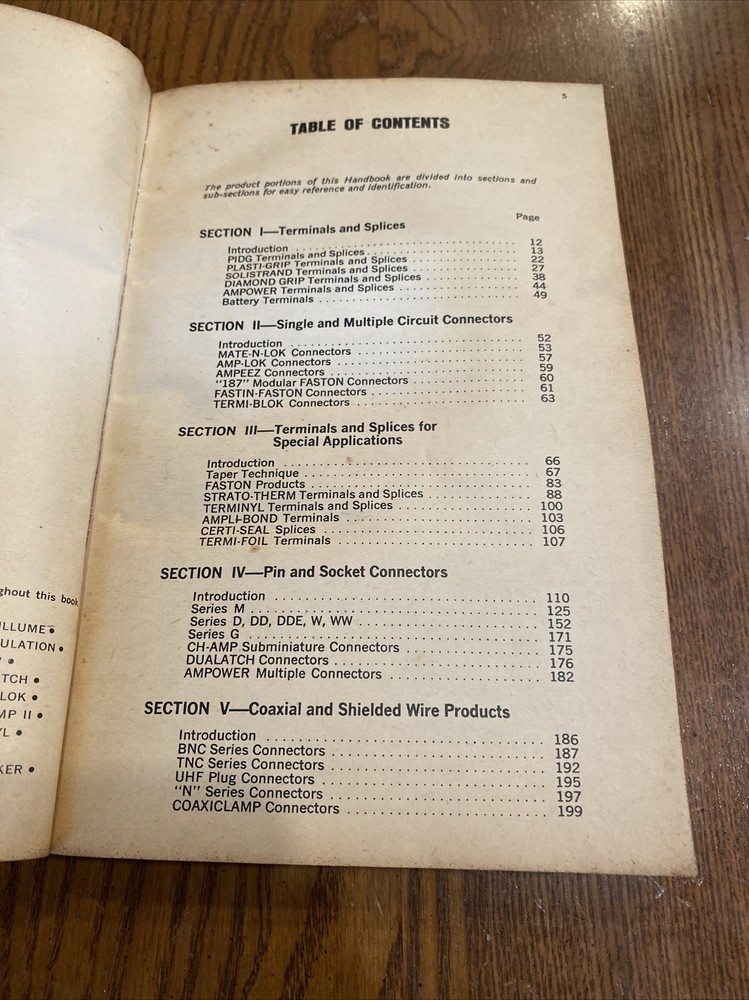 ghout this book.
ILLUME •
ULATION •
P •
TCH •
LOK •
MP II •
YL •
KER •
5
TABLE OF CONTENTS
The product portions of this Handbook are divided into sections and
sub-sections for easy reference and identification.
Page
SECTION I—Terminals and Splices
Introduction . . . . . . . . . . 12
PIDG Terminals and Splices . . . . . . . . . . 13
PLASTI-GRIP Terminals and Splices . . . . . . . . . . 22
SOLISTRAND Terminals and Splices . . . . . . . . . . 27
DIAMOND GRIP Terminals and Splices . . . . . . . . . . 38
AMPOWER Terminals and Splices . . . . . . . . . . 44
Battery Terminals . . . . . . . . . . 49
SECTION II—Single and Multiple Circuit Connectors
Introduction . . . . . . . . . . 52
MATE-N-LOK Connectors . . . . . . . . . . 53
AMP-LOK Connectors . . . . . . . . . . 57
AMPEEZ Connectors . . . . . . . . . . 59
"187" Modular FASTON Connectors . . . . . . . . . . 60
FASTIN-FASTON Connectors . . . . . . . . . . 61
TERMI-BLOK Connectors . . . . . . . . . . 63
SECTION III—Terminals and Splices for
Special Applications
Introduction . . . . . . . . . . 66
Taper Technique . . . . . . . . . . 67
FASTON Products . . . . . . . . . . 83
STRATO-THERM Terminals and Splices . . . . . . . . . . 88
TERMINYL Terminals and Splices . . . . . . . . . . 100
AMPLI-BOND Terminals . . . . . . . . . . 103
CERTI-SEAL Splices . . . . . . . . . . 106
TERMI-FOIL Terminals . . . . . . . . . . 107
SECTION IV—Pin and Socket Connectors
Introduction . . . . . . . . . . 110
Series M . . . . . . . . . . 125
Series D, DD, DDE, W, WW . . . . . . . . . . 152
Series G . . . . . . . . . . 171
CH-AMP Subminiature Connectors . . . . . . . . . . 175
DUALATCH Connectors . . . . . . . . . . 176
AMPOWER Multiple Connectors . . . . . . . . . . 182
SECTION V—Coaxial and Shielded Wire Products
Introduction . . . . . . . . . . 186
BNC Series Connectors . . . . . . . . . . 187
TNC Series Connectors . . . . . . . . . . 192
UHF Plug Connectors . . . . . . . . . . 195
"N" Series Connectors . . . . . . . . . . 197
COAXICLAMP Connectors . . . . . . . . . . 199